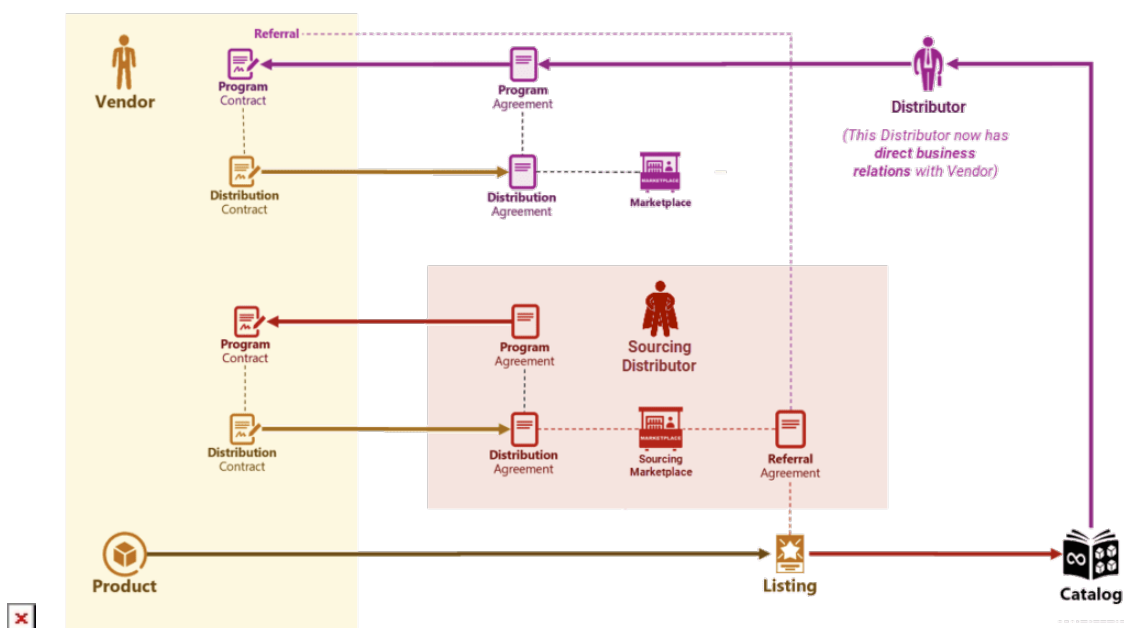 Referral
Vendor
Program
Contract
Program
Agreement
Distributor
(This Distributor now has
direct business
relations with Vendor)
Distribution
Contract
Distribution
Agreement
MARKETPLACE
Marketplace
Program
Contract
Program
Agreement
Sourcing
Distributor
Distribution
Contract
Distribution
Agreement
MARKETPLACE
Sourcing
Marketplace
Referral
Agreement
Product
Listing
Catalog